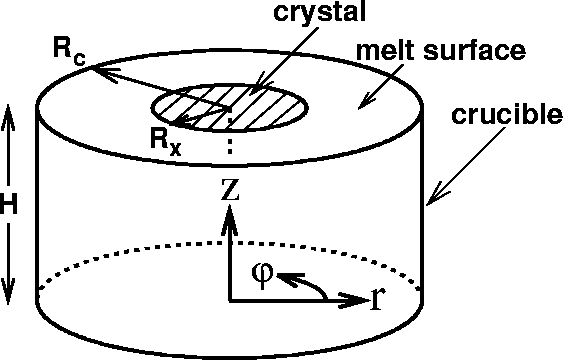 crystal
R_c
melt surface
crucible
R_x
H
z
φ
r